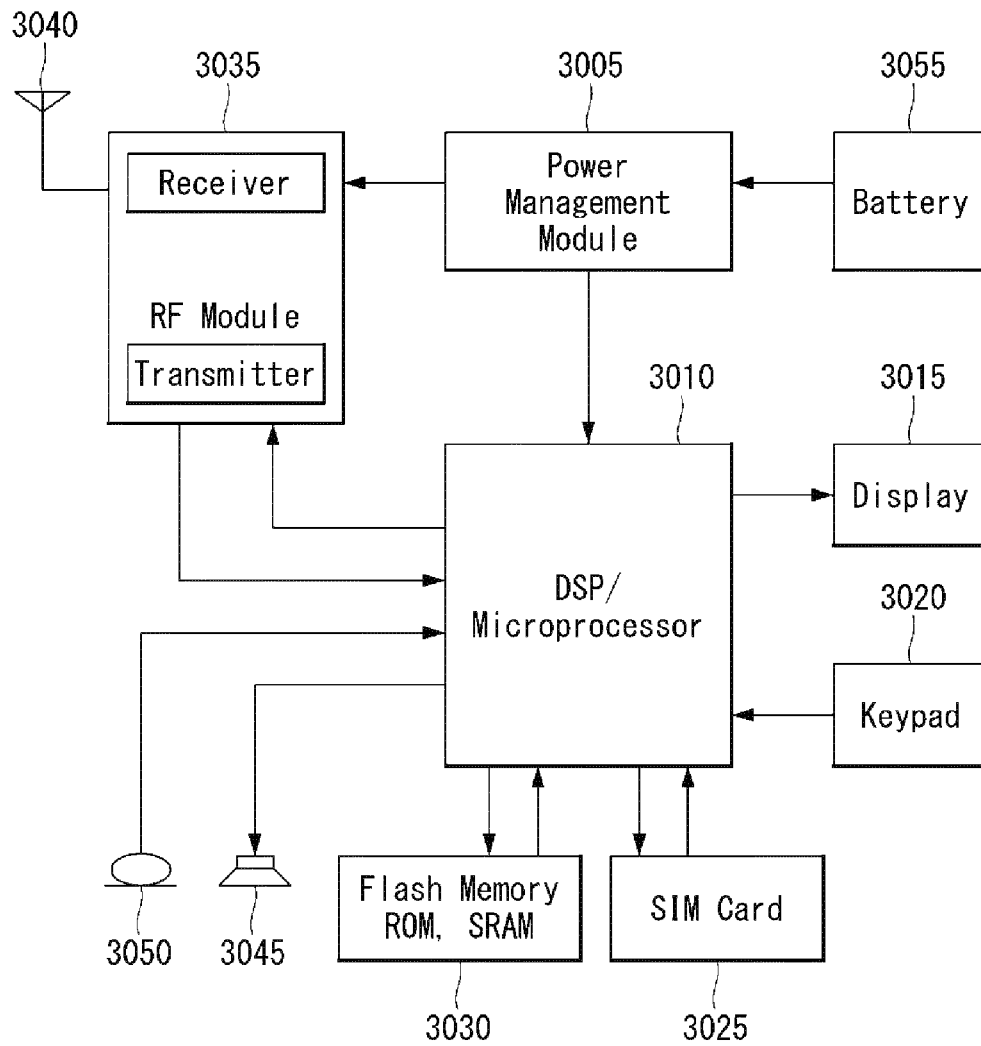 3040
3035
3005
3055
Receiver
RF Module
Transmitter
Power
Management
Module
Battery
3010
3015
DSP/
Microprocessor
Display
3020
Keypad
3050
3045
Flash Memory
ROM, SRAM
SIM Card
3030
3025